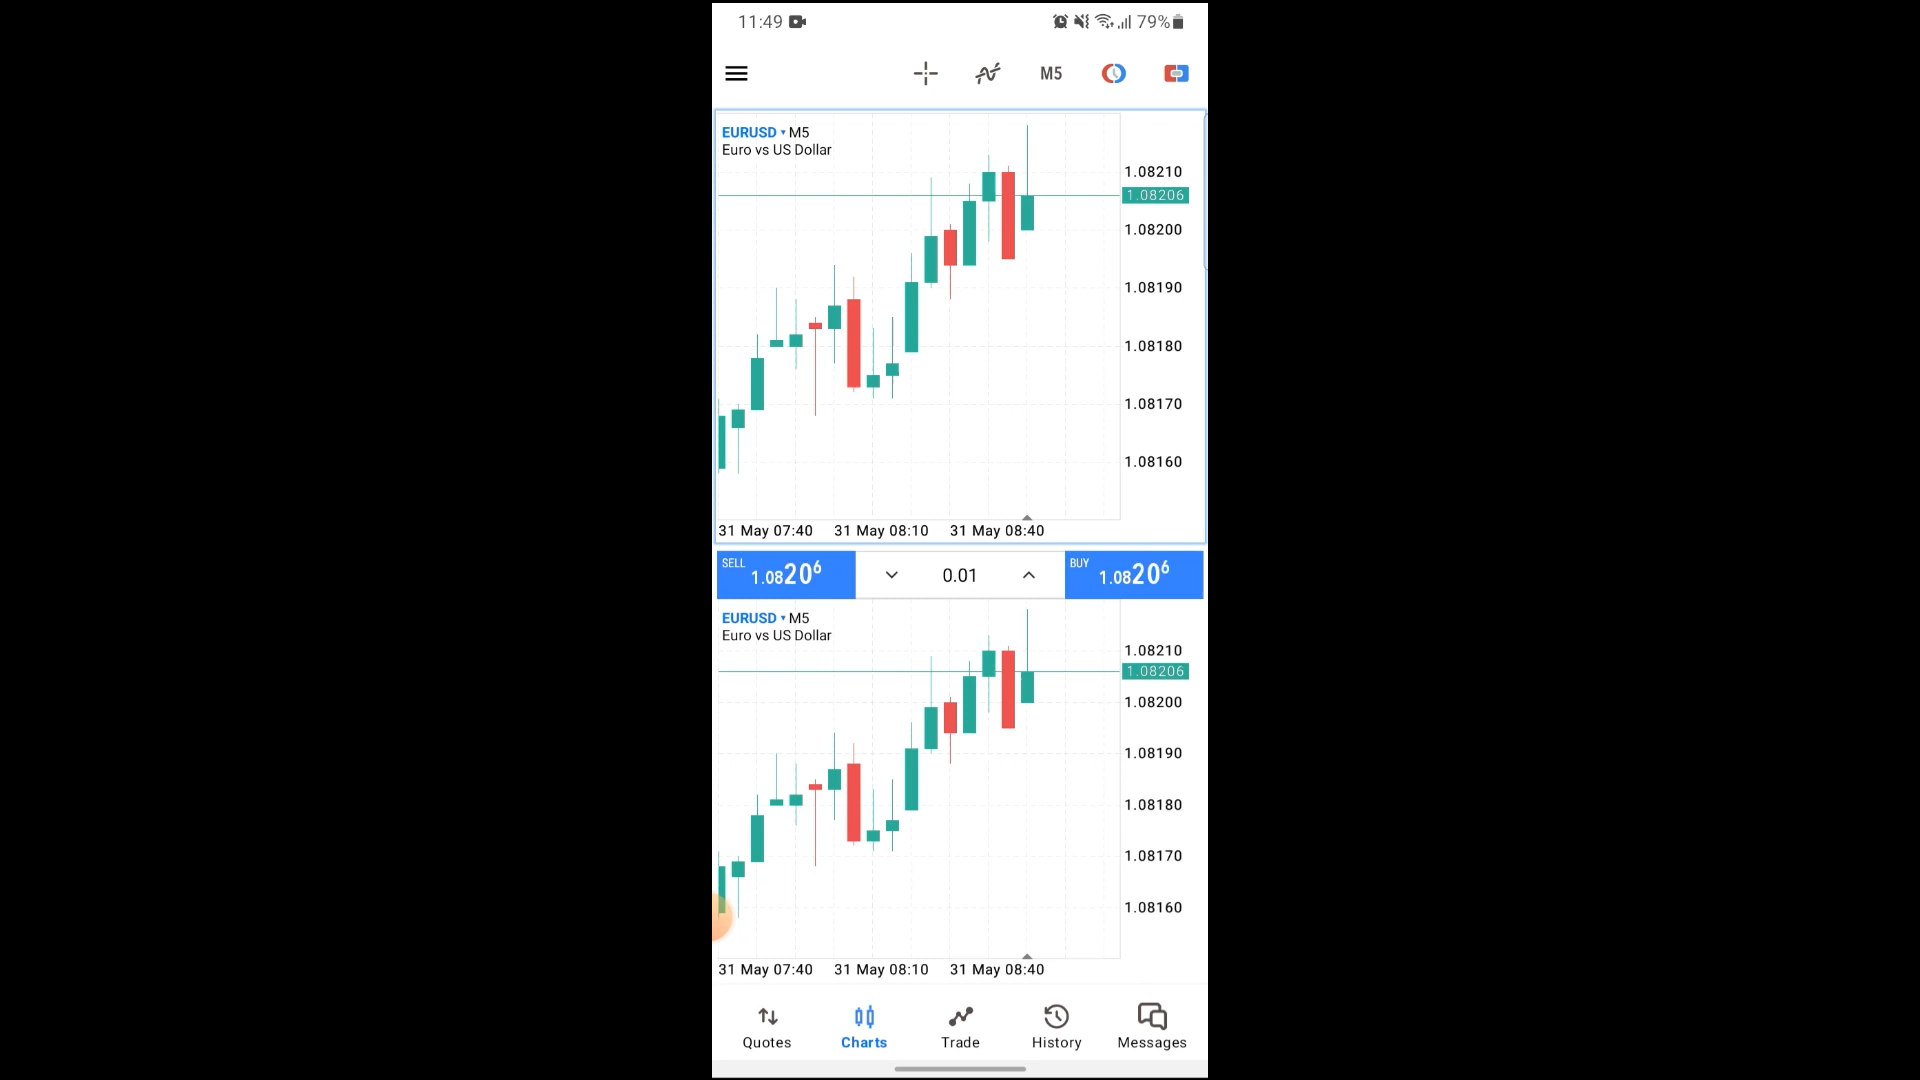 11:49 79%
M5
EURUSD M5
Euro vs US Dollar
1.08210
1.08206
1.08200
1.08190
1.08180
1.08170
1.08160
31 May 07:40 31 May 08:10 31 May 08:40
SELL 1.08206 0.01 BUY 1.08206
EURUSD M5
Euro vs US Dollar
1.08210
1.08206
1.08200
1.08190
1.08180
1.08170
1.08160
31 May 07:40 31 May 08:10 31 May 08:40
Quotes Charts Trade History Messages